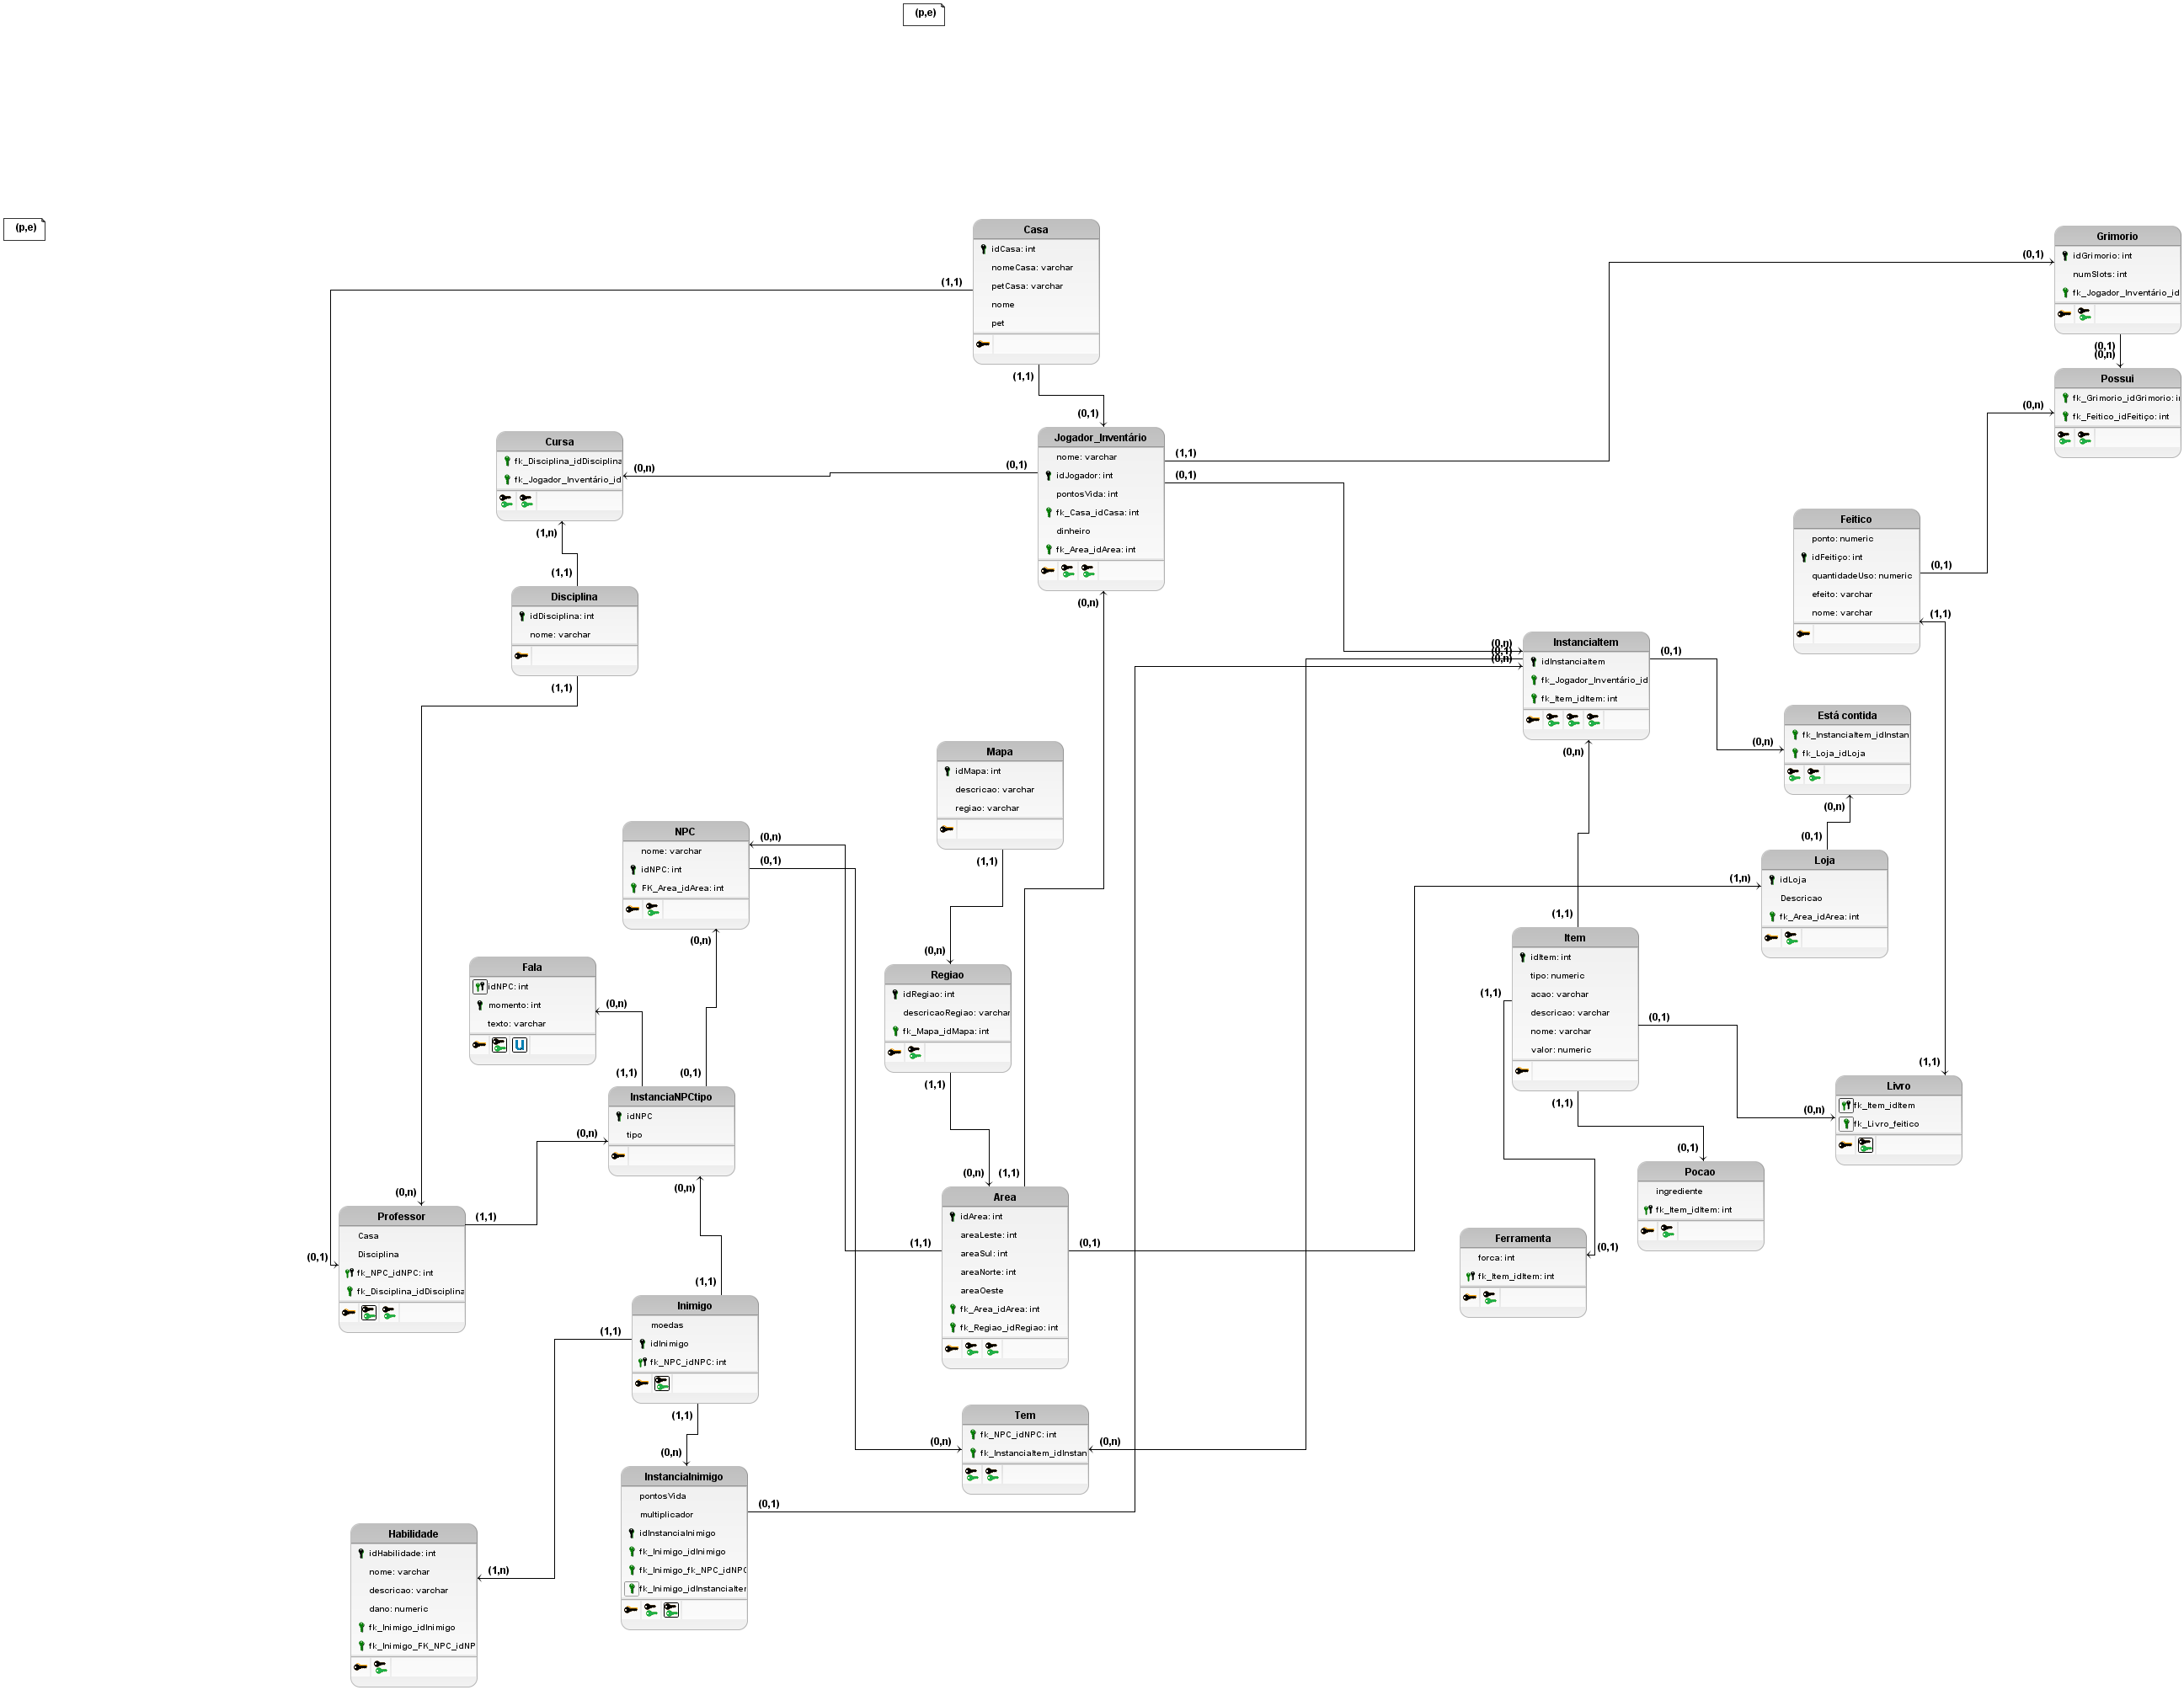 (p,e)
(p,e)
Casa
idCasa: int
nomeCasa: varchar
petCasa: varchar
nome
pet
(1,1)
(1,1)
(0,1)
Grimorio
idGrimorio: int
numSlots: int
fk_Jogador_Inventário_id
(0,1)
(0,1)
(0,n)
Possui
fk_Grimorio_idGrimorio: i
fk_Feitico_idFeitiço: int
(0,n)
Cursa
fk_Disciplina_idDisciplina
fk_Jogador_Inventário_id
(0,n)
(0,1)
(1,n)
(1,1)
Jogador_Inventário
nome: varchar
idJogador: int
pontosVida: int
fk_Casa_idCasa: int
dinheiro
fk_Area_idArea: int
(1,1)
(0,1)
(0,n)
Feitico
ponto: numeric
idFeitiço: int
quantidadeUso: numeric
efeito: varchar
nome: varchar
(0,1)
(1,1)
Disciplina
idDisciplina: int
nome: varchar
(1,1)
InstanciaItem
idInstanciaItem
fk_Jogador_Inventário_id
fk_Item_idItem: int
(0,n)
(0,1)
(0,n)
(0,1)
(0,n)
Está contida
fk_InstanciaItem_idInstan
fk_Loja_idLoja
(0,n)
(0,n)
(0,1)
Mapa
idMapa: int
descricao: varchar
regiao: varchar
(1,1)
NPC
nome: varchar
idNPC: int
FK_Area_idArea: int
(0,n)
(0,1)
(0,n)
Loja
idLoja
Descricao
fk_Area_idArea: int
(1,n)
Fala
idNPC: int
momento: int
texto: varchar
(0,n)
(1,1)
(0,1)
Regiao
idRegiao: int
descricaoRegiao: varchar
fk_Mapa_idMapa: int
(0,n)
(1,1)
Item
idItem: int
tipo: numeric
acao: varchar
descricao: varchar
nome: varchar
valor: numeric
(1,1)
(1,1)
(0,1)
(1,1)
InstanciaNPCtipo
idNPC
tipo
(0,n)
(0,n)
Livro
fk_Item_idItem
fk_Livro_feitico
(1,1)
(0,n)
Pocao
ingrediente
fk_Item_idItem: int
(0,1)
Professor
Casa
Disciplina
fk_NPC_idNPC: int
fk_Disciplina_idDisciplina
(0,n)
(1,1)
(0,1)
Area
idArea: int
areaLeste: int
areaSul: int
areaNorte: int
areaOeste
fk_Area_idArea: int
fk_Regiao_idRegiao: int
(0,n)
(1,1)
(1,1)
(0,1)
Ferramenta
forca: int
fk_Item_idItem: int
(0,1)
Inimigo
moedas
idInimigo
fk_NPC_idNPC: int
(1,1)
(1,1)
(1,1)
Tem
fk_NPC_idNPC: int
fk_InstanciaItem_idInstan
(0,n)
(0,n)
InstanciaInimigo
pontosVida
multiplicador
idInstanciaInimigo
fk_Inimigo_idInimigo
fk_Inimigo_fk_NPC_idNPC
fk_Inimigo_idInstanciaIter
(0,n)
(0,1)
Habilidade
idHabilidade: int
nome: varchar
descricao: varchar
dano: numeric
fk_Inimigo_idInimigo
fk_Inimigo_FK_NPC_idNP
(1,n)